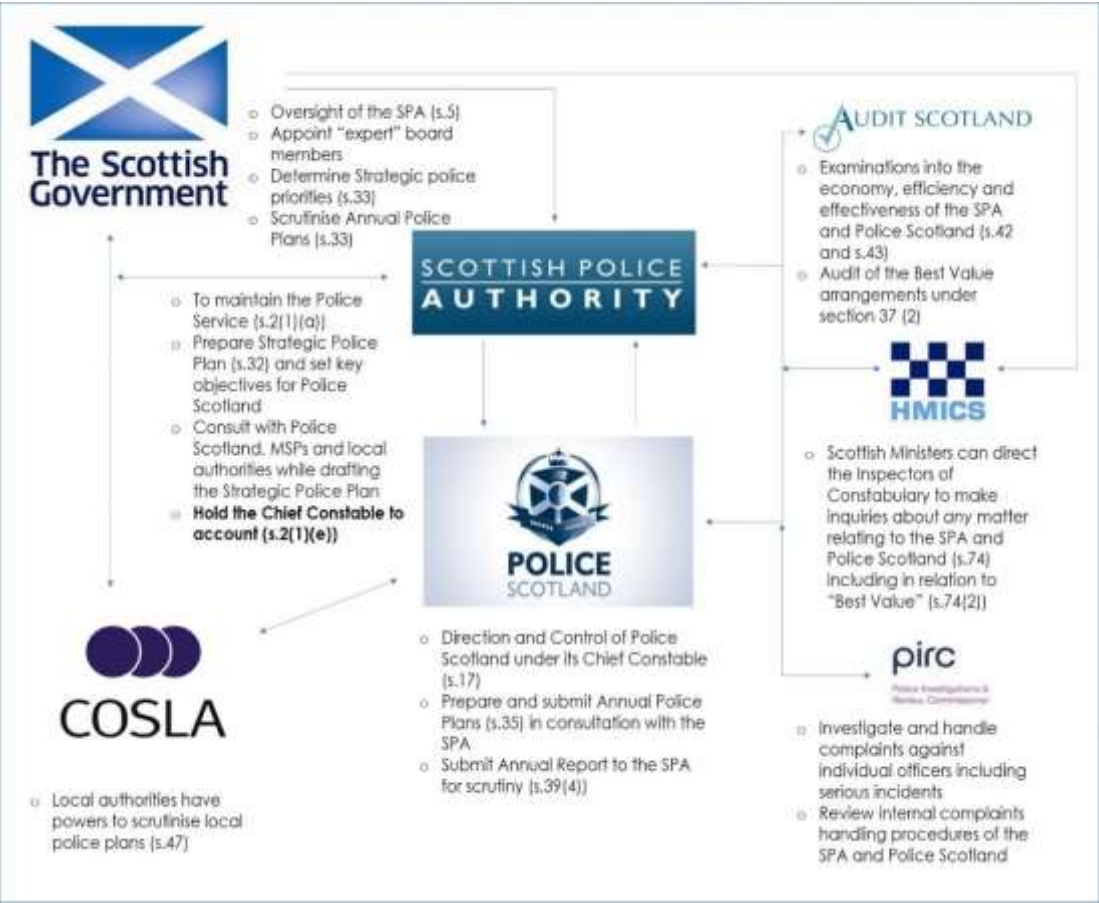 The Scottish
Government
○ Oversight of the SPA (s.5)
○ Appoint "expert" board
members
○ Determine Strategic police
priorities (s.33)
○ Scrutinise Annual Police
Plans (s.33)
SCOTTISH POLICE
AUTHORITY
○ To maintain the Police
Service (s.2(1)(a))
○ Prepare Strategic Police
Plan (s.32) and set key
objectives for Police
Scotland
○ Consult with Police
Scotland, MSPs and local
authorities while drafting
the Strategic Police Plan
○ Hold the Chief Constable to
account (s.2(1)(e))
POLICE
SCOTLAND
○ Direction and Control of Police
Scotland under its Chief Constable
(s.17)
○ Prepare and submit Annual Police
Plans (s.35) in consultation with the
SPA
○ Submit Annual Report to the SPA
for scrutiny (s.39(4))
COSLA
○ Local authorities have
powers to scrutinise local
police plans (s.47)
AUDIT SCOTLAND
○ Examinations into the
economy, efficiency and
effectiveness of the SPA
and Police Scotland (s.42
and s.43)
○ Audit of the Best Value
arrangements under
section 37 (2)
HMICS
○ Scottish Ministers can direct
the Inspectors of
Constabulary to make
inquiries about any matter
relating to the SPA and
Police Scotland (s.74)
including in relation to
"Best Value" (s.74(2))
pirc
Police Investigations &
Review Commissioner
○ Investigate and handle
complaints against
individual officers including
serious incidents
○ Review internal complaints
handling procedures of the
SPA and Police Scotland